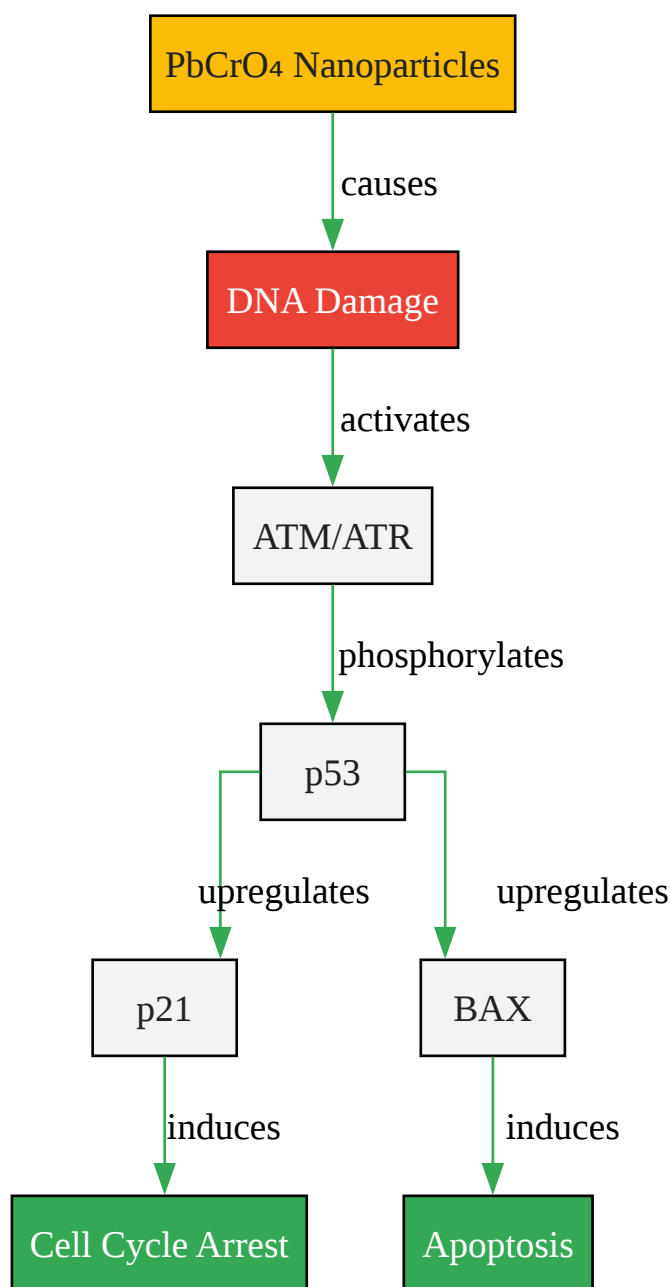 PbCrO₄ Nanoparticles
causes
DNA Damage
activates
ATM/ATR
phosphorylates
p53
upregulates
upregulates
p21
BAX
induces
induces
Cell Cycle Arrest
Apoptosis